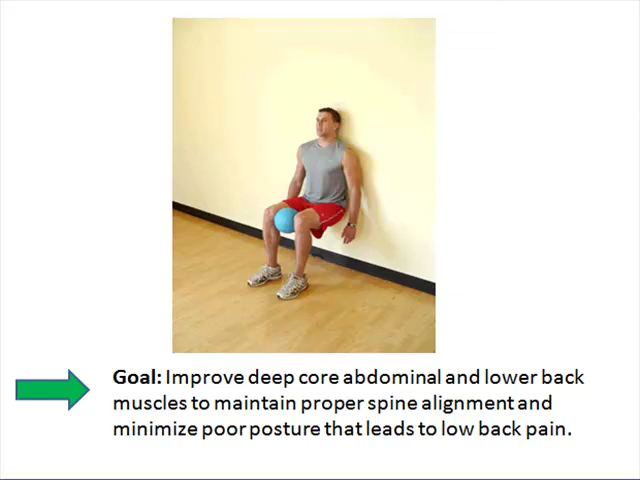 Goal: Improve deep core abdominal and lower back
muscles to maintain proper spine alignment and
minimize poor posture that leads to low back pain.